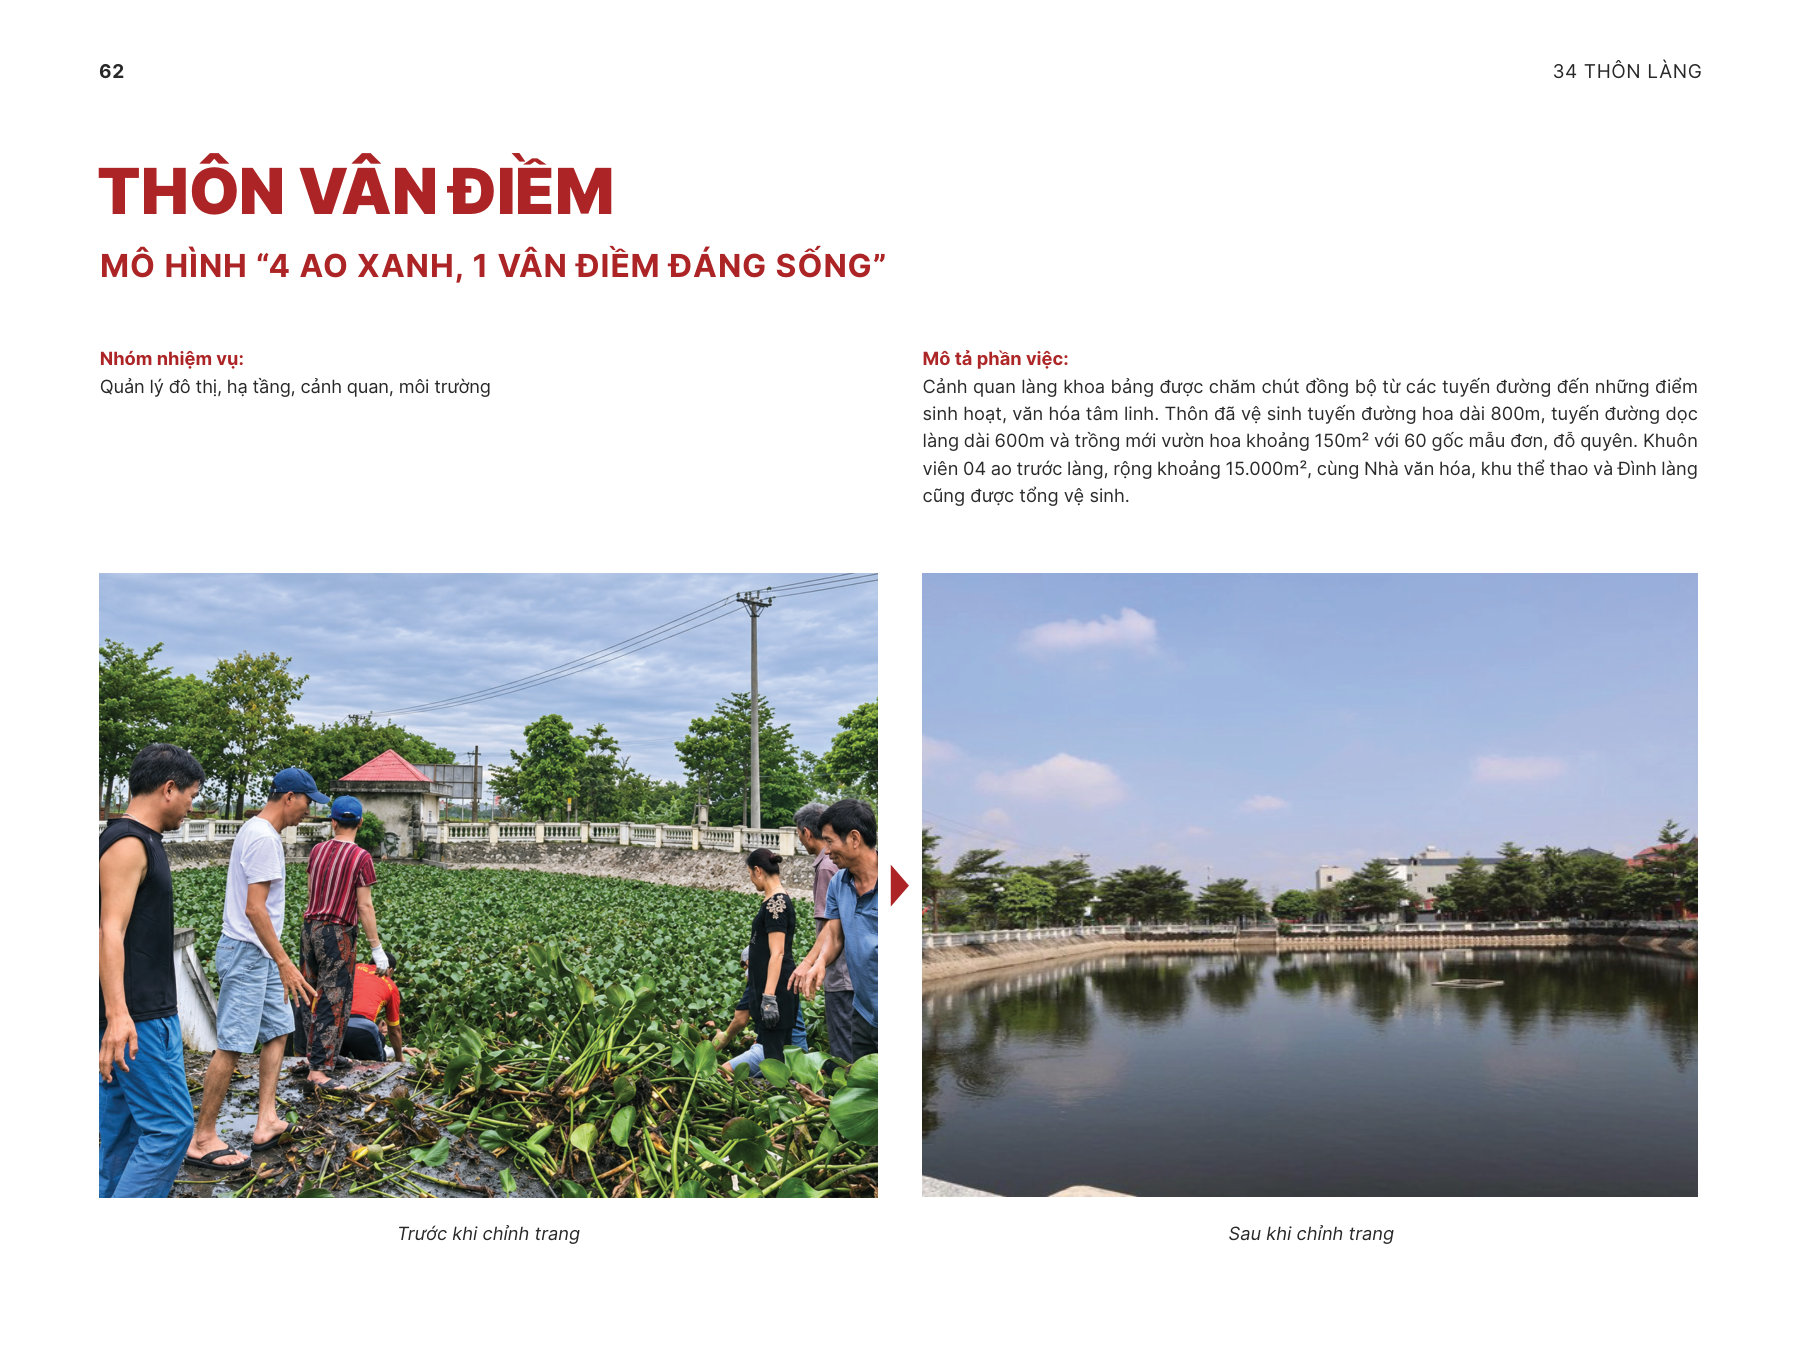 62
34 THÔN LÀNG
THÔN VÂN ĐIỀM
MÔ HÌNH “4 AO XANH, 1 VÂN ĐIỀM ĐÁNG SỐNG”
Nhóm nhiệm vụ:
Quản lý đô thị, hạ tầng, cảnh quan, môi trường
Mô tả phần việc:
Cảnh quan làng khoa bảng được chăm chút đồng bộ từ các tuyến đường đến những điểm
sinh hoạt, văn hóa tâm linh. Thôn đã vệ sinh tuyến đường hoa dài 800m, tuyến đường dọc
làng dài 600m và trồng mới vườn hoa khoảng 150m² với 60 gốc mẫu đơn, đỗ quyên. Khuôn
viên 04 ao trước làng, rộng khoảng 15.000m², cùng Nhà văn hóa, khu thể thao và Đình làng
cũng được tổng vệ sinh.
Trước khi chỉnh trang
Sau khi chỉnh trang